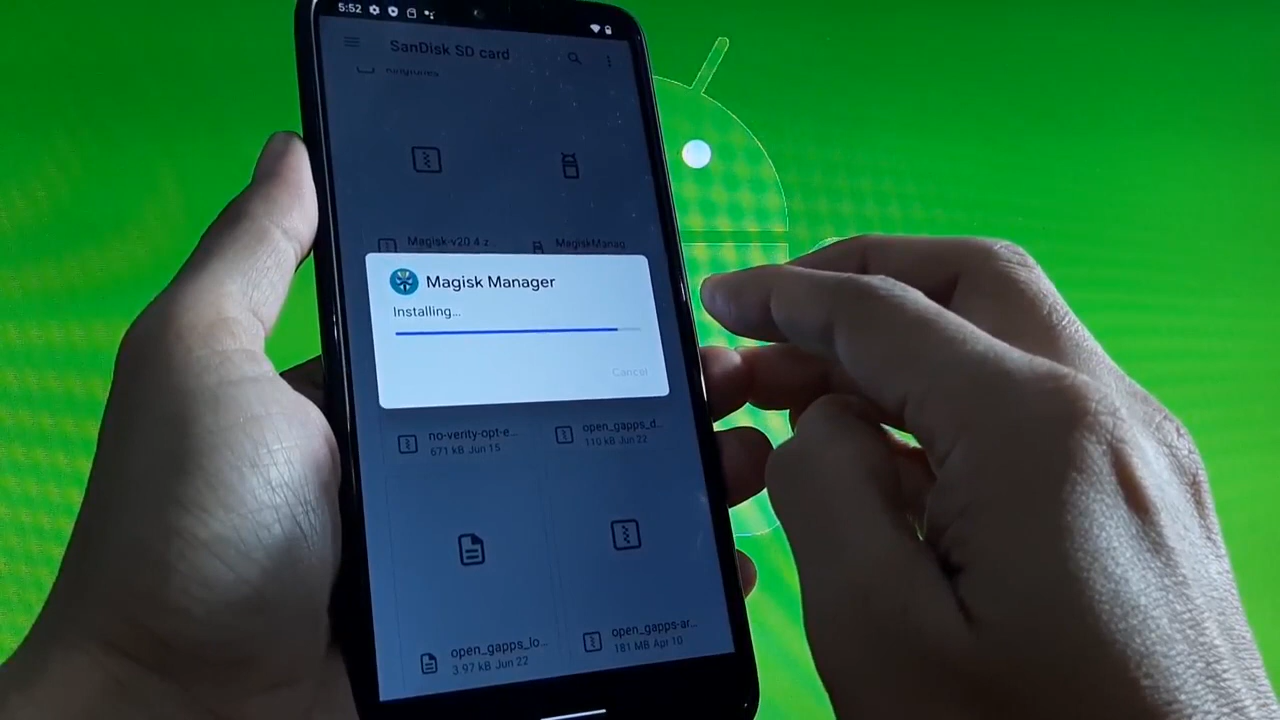 5:52
SanDisk SD card
Magisk-v20.4.z...
MagiskManag
Magisk Manager
Installing...
Cancel
no-verity-opt-e...
671 kB Jun 15
open_gapps_d...
110 kB Jun 22
open_gapps_lo...
3.97 kB Jun 22
open_gapps-ar...
181 MB Apr 10